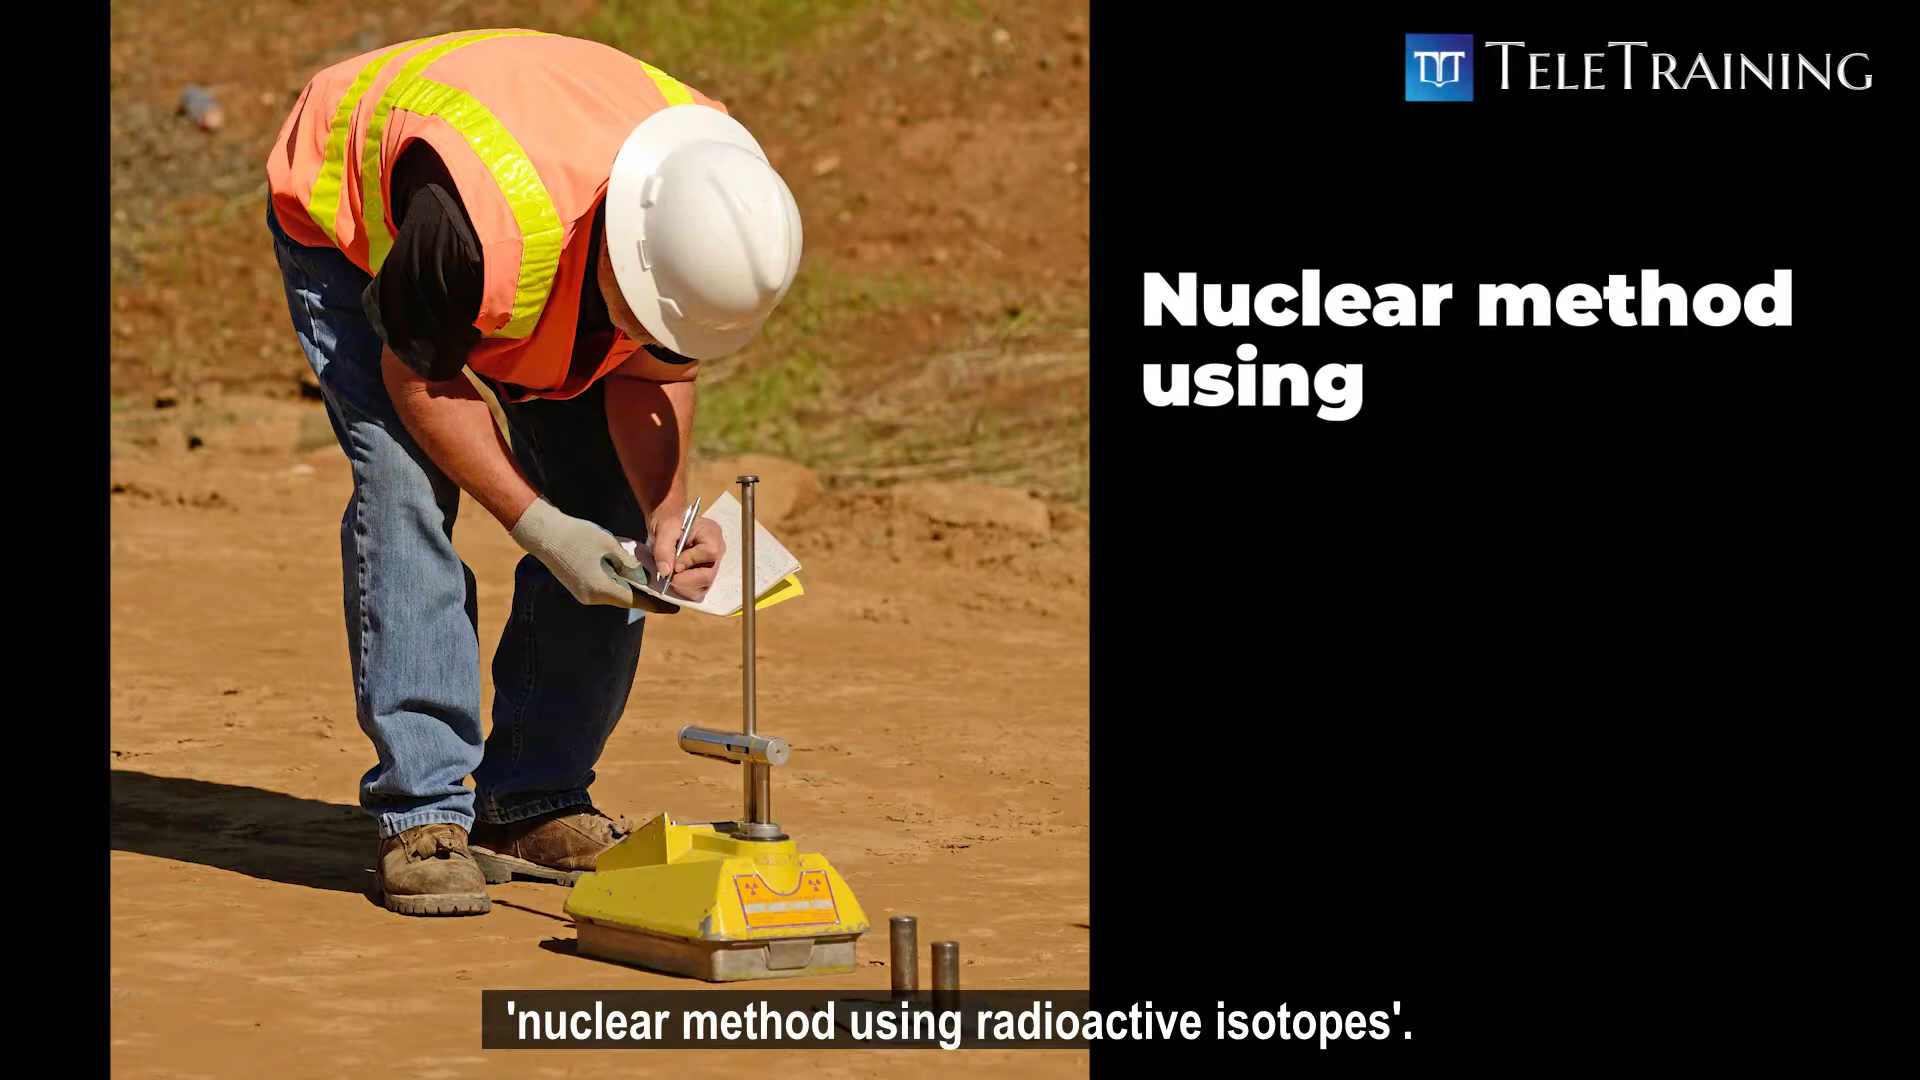 TELETRAINING
Nuclear method
using
'nuclear method using radioactive isotopes'.